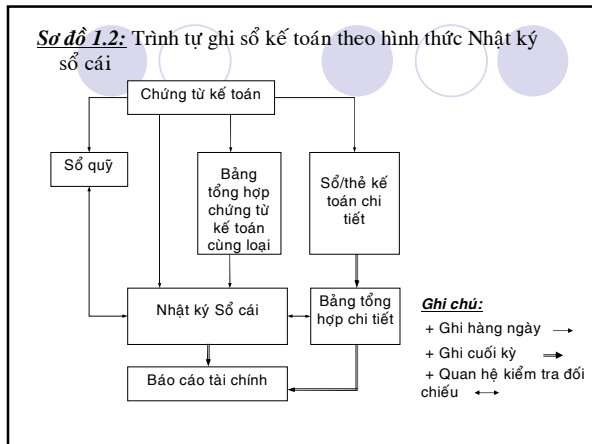 Sơ đồ 1.2: Trình tự ghi sổ kế toán theo hình thức Nhật ký
sổ cái
Chứng từ kế toán
Sổ quỹ
Bảng
tổng hợp
chứng từ
kế toán
cùng loại
Sổ/thẻ kế
toán chi
tiết
Nhật ký Sổ cái
Bảng tổng
hợp chi tiết
Báo cáo tài chính
Ghi chú:
+ Ghi hàng ngày
+ Ghi cuối kỳ
+ Quan hệ kiểm tra đối
chiếu